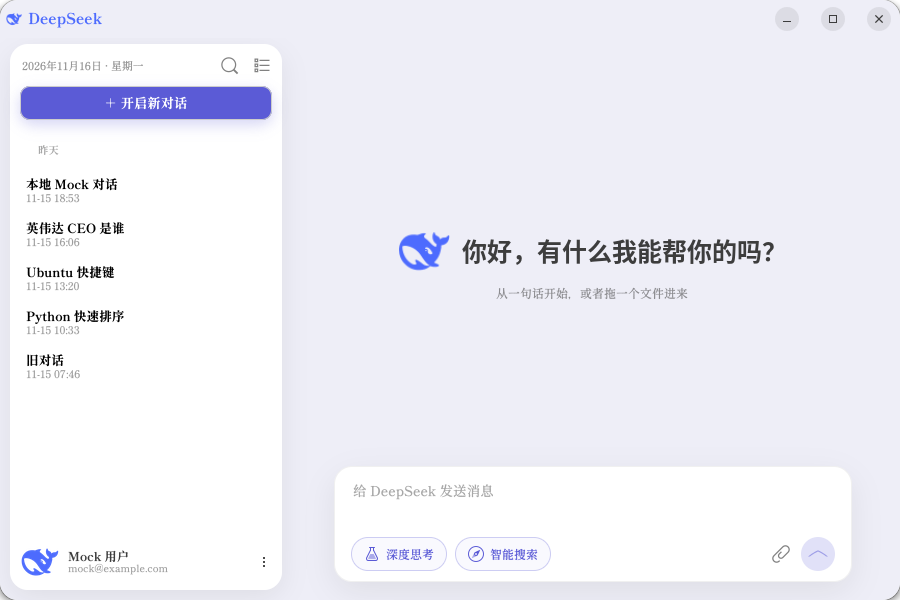 DeepSeek
2026年11月16日 · 星期一
+ 开启新对话
昨天
本地 Mock 对话
11-15 18:53
英伟达 CEO 是谁
11-15 16:06
Ubuntu 快捷键
11-15 13:20
Python 快速排序
11-15 10:33
旧对话
11-15 07:46
Mock 用户
mock@example.com
你好，有什么我能帮你的吗？
从一句话开始，或者拖一个文件进来
给 DeepSeek 发送消息
深度思考
智能搜索